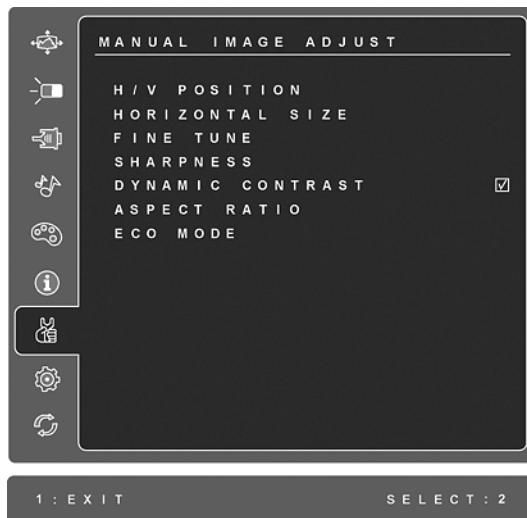 MANUAL IMAGE ADJUST
H/V POSITION
HORIZONTAL SIZE
FINE TUNE
SHARPNESS
DYNAMIC CONTRAST
ASPECT RATIO
ECO MODE
1:EXIT SELECT:2